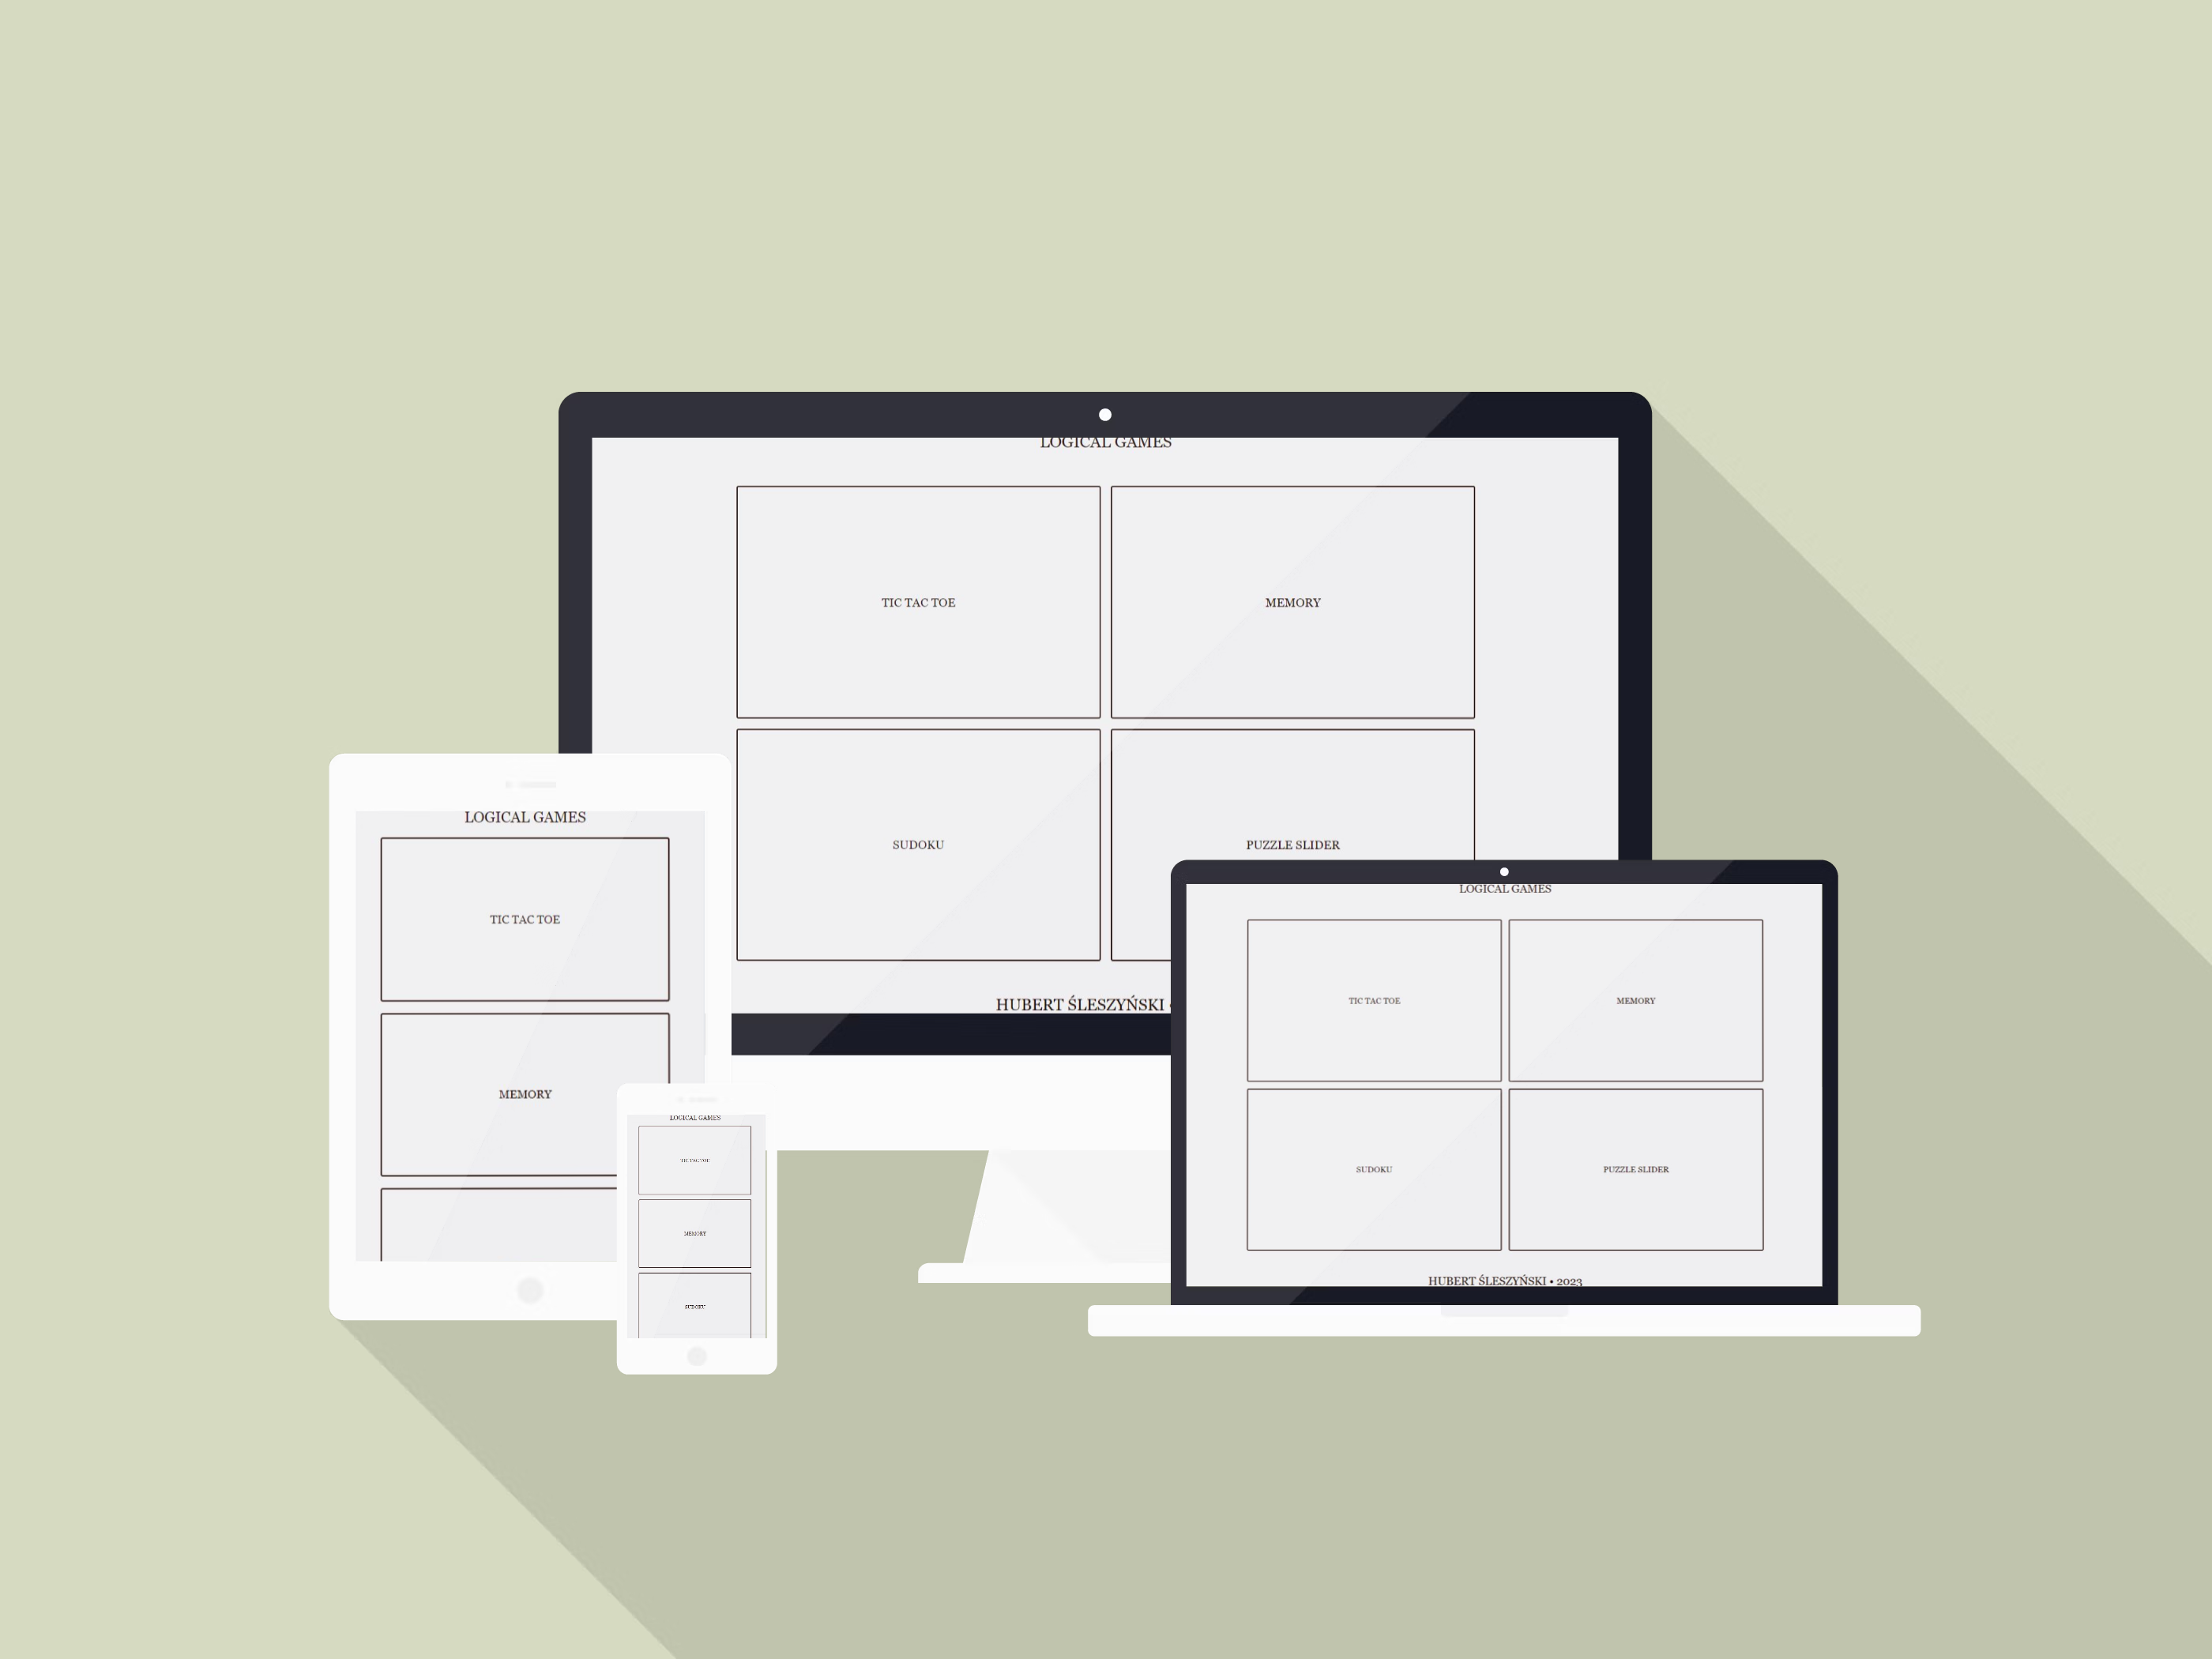 LOGICAL GAMES
TIC TAC TOE
MEMORY
SUDOKU
PUZZLE SLIDER
HUBERT ŚLESZYŃSKI
LOGICAL GAMES
TIC TAC TOE
MEMORY
LOGICAL GAMES
TIC TAC TOE
MEMORY
SUDOKU
LOGICAL GAMES
TIC TAC TOE
MEMORY
SUDOKU
PUZZLE SLIDER
HUBERT ŚLESZYŃSKI • 2023